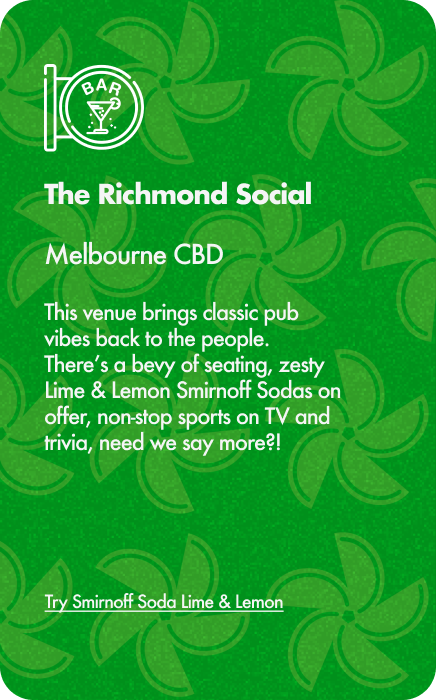 BAR
The Richmond Social
Melbourne CBD
This venue brings classic pub
vibes back to the people.
There’s a bevy of seating, zesty
Lime & Lemon Smirnoff Sodas on
offer, non-stop sports on TV and
trivia, need we say more?!
Try Smirnoff Soda Lime & Lemon